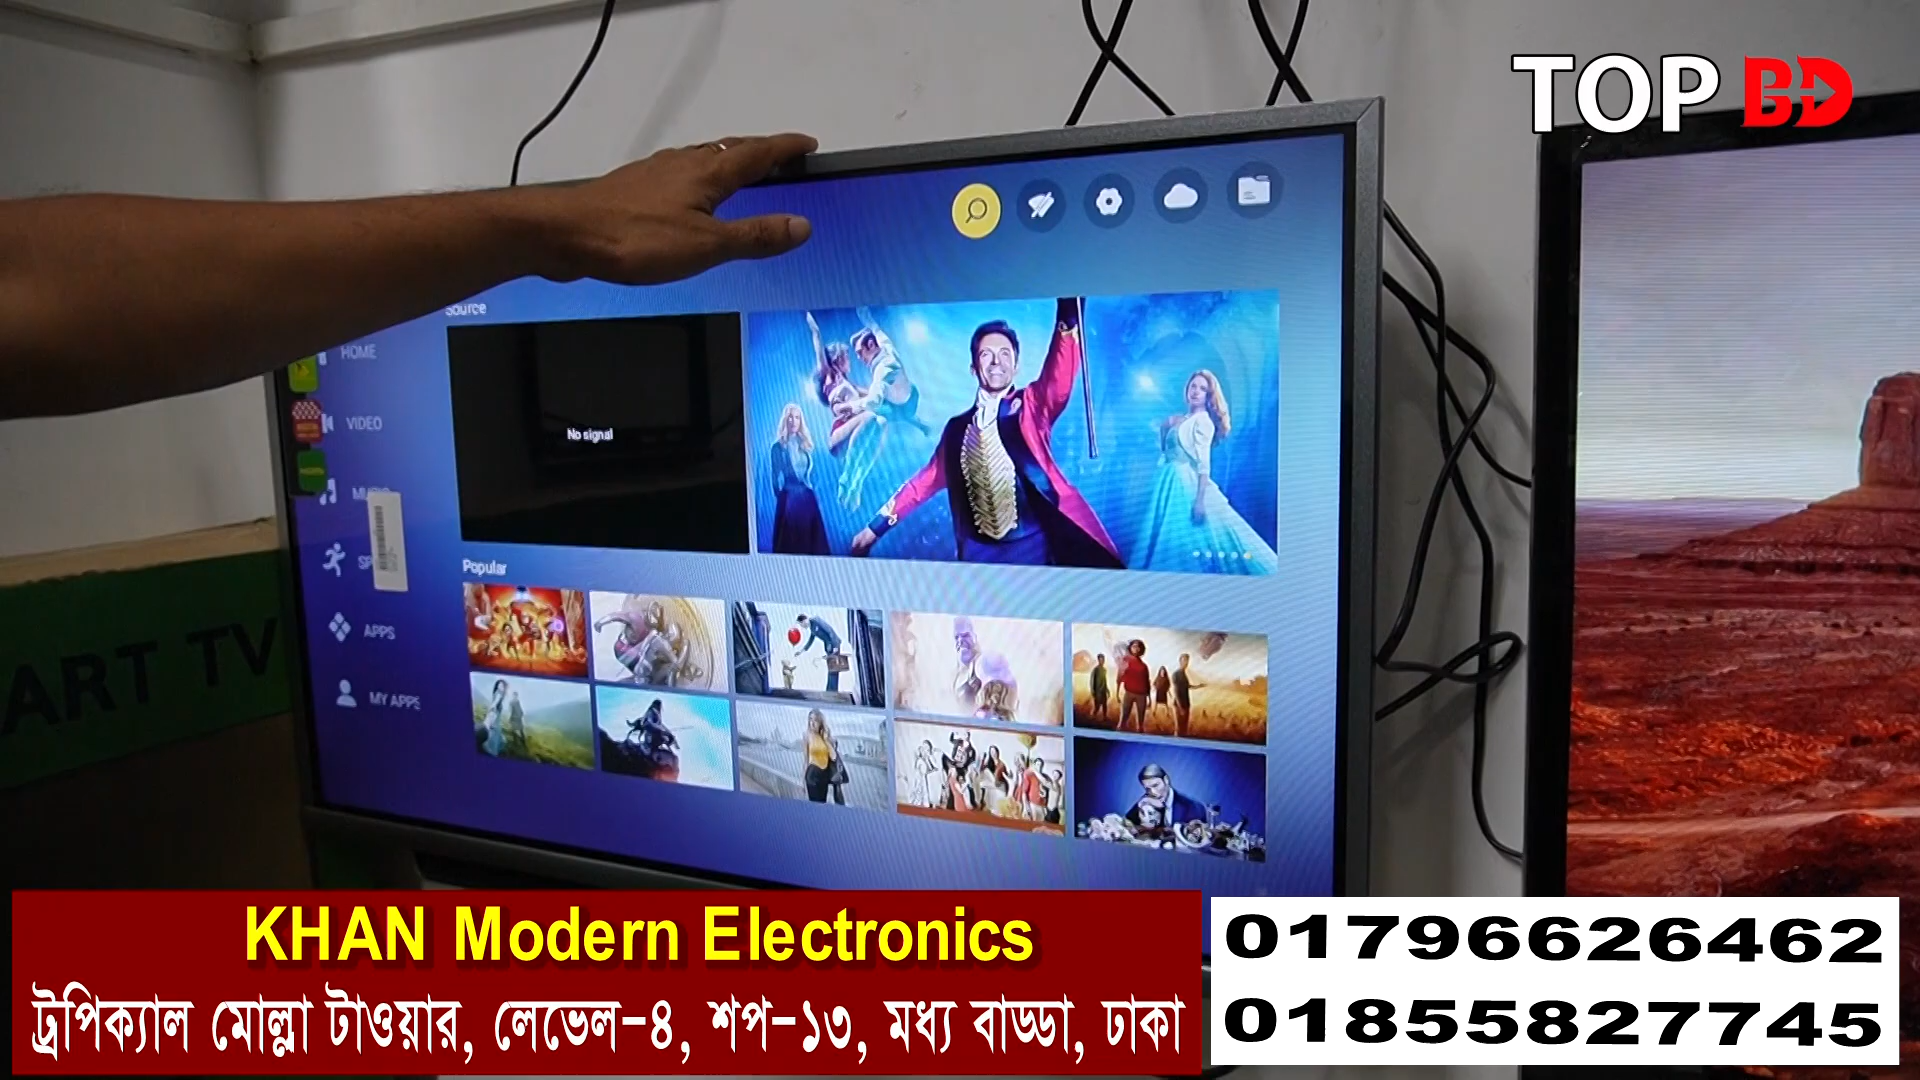 TOP BD
Source
HOME
VIDEO
No signal
Popular
APPS
MY APPS
ART TV
KHAN Modern Electronics
ট্রপিক্যাল মোল্লা টাওয়ার, লেভেল-৪, শপ-১৩, মধ্য বাড্ডা, ঢাকা
01796626462
01855827745